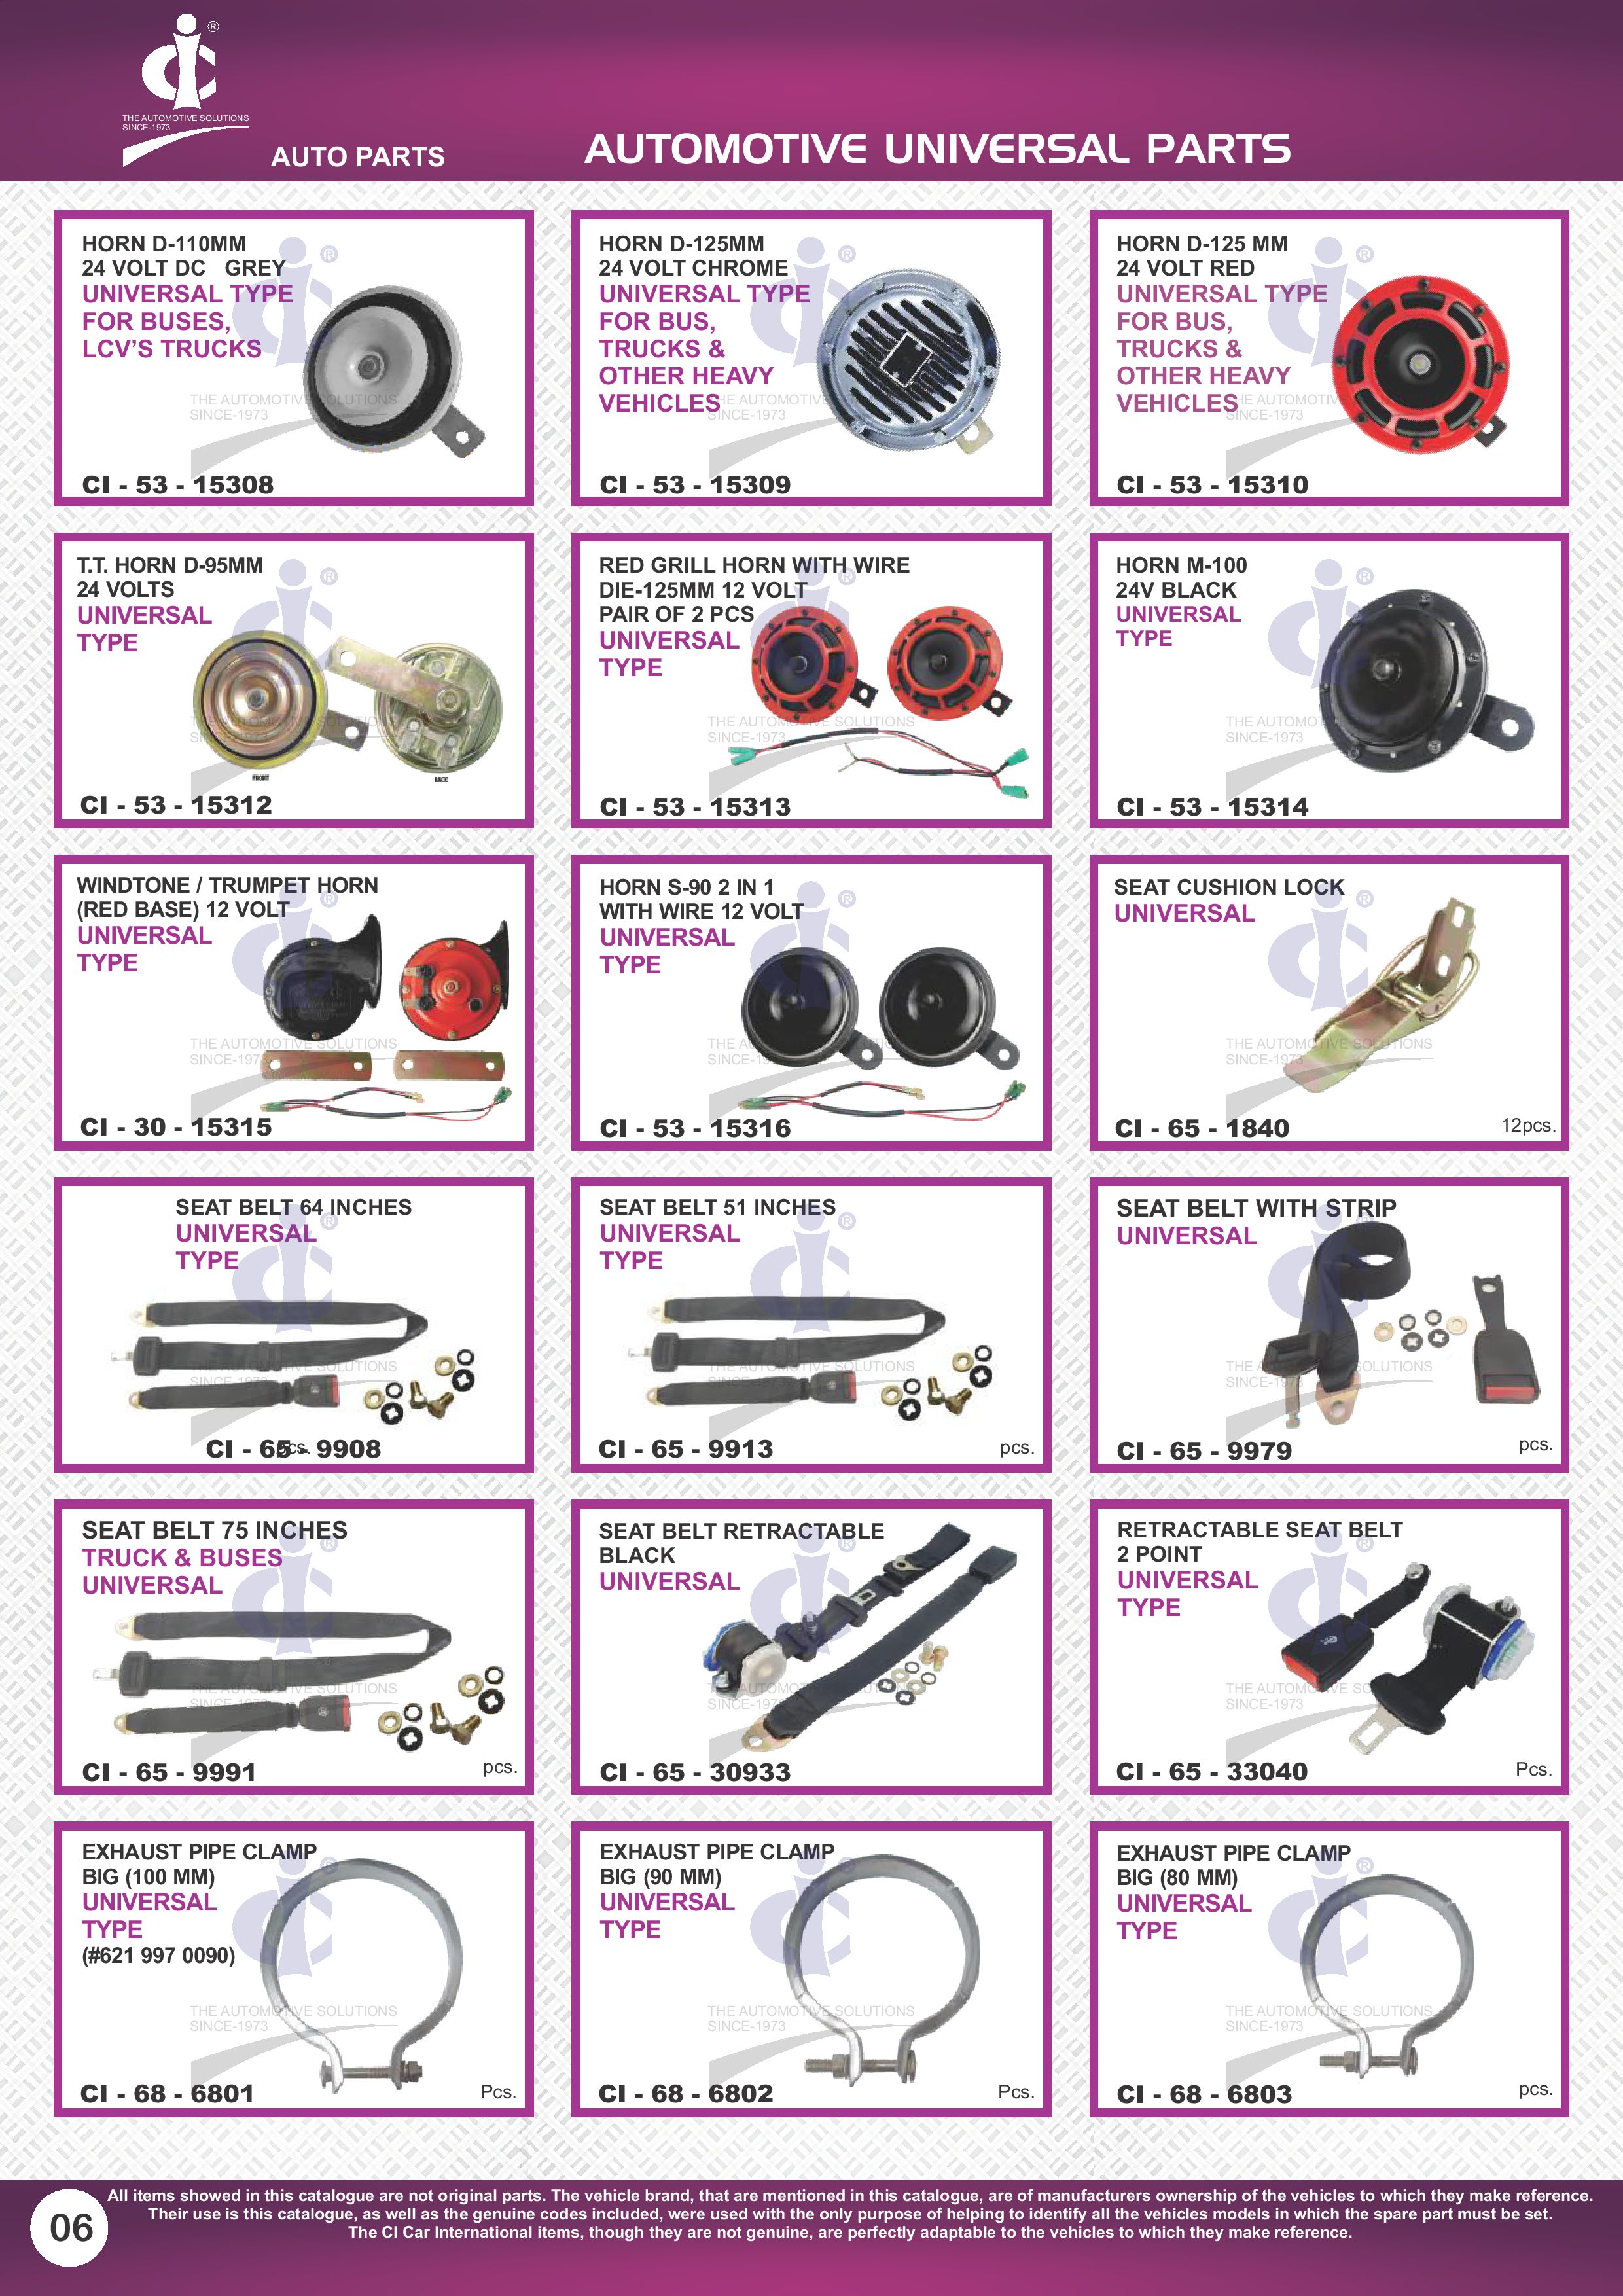 ®
THE AUTOMOTIVE SOLUTIONS
SINCE-1973
AUTO PARTS
AUTOMOTIVE UNIVERSAL PARTS
HORN D-110MM
24 VOLT DC GREY
UNIVERSAL TYPE
FOR BUSES,
LCV'S TRUCKS
CI - 53 - 15308
HORN D-125MM
24 VOLT CHROME
UNIVERSAL TYPE
FOR BUS,
TRUCKS &
OTHER HEAVY
VEHICLES
CI - 53 - 15309
HORN D-125 MM
24 VOLT RED
UNIVERSAL TYPE
FOR BUS,
TRUCKS &
OTHER HEAVY
VEHICLES
CI - 53 - 15310
T.T. HORN D-95MM
24 VOLTS
UNIVERSAL
TYPE
FRONT
BACK
CI - 53 - 15312
RED GRILL HORN WITH WIRE
DIE-125MM 12 VOLT
PAIR OF 2 PCS
UNIVERSAL
TYPE
CI - 53 - 15313
HORN M-100
24V BLACK
UNIVERSAL
TYPE
CI - 53 - 15314
WINDTONE / TRUMPET HORN
(RED BASE) 12 VOLT
UNIVERSAL
TYPE
CI - 30 - 15315
HORN S-90 2 IN 1
WITH WIRE 12 VOLT
UNIVERSAL
TYPE
CI - 53 - 15316
SEAT CUSHION LOCK
UNIVERSAL
CI - 65 - 1840
12pcs.
SEAT BELT 64 INCHES
UNIVERSAL
TYPE
CI - 65 - 9908
pcs.
SEAT BELT 51 INCHES
UNIVERSAL
TYPE
CI - 65 - 9913
pcs.
SEAT BELT WITH STRIP
UNIVERSAL
CI - 65 - 9979
pcs.
SEAT BELT 75 INCHES
TRUCK & BUSES
UNIVERSAL
CI - 65 - 9991
pcs.
SEAT BELT RETRACTABLE
BLACK
UNIVERSAL
CI - 65 - 30933
RETRACTABLE SEAT BELT
2 POINT
UNIVERSAL
TYPE
CI - 65 - 33040
Pcs.
EXHAUST PIPE CLAMP
BIG (100 MM)
UNIVERSAL
TYPE
(#621 997 0090)
CI - 68 - 6801
Pcs.
EXHAUST PIPE CLAMP
BIG (90 MM)
UNIVERSAL
TYPE
CI - 68 - 6802
Pcs.
EXHAUST PIPE CLAMP
BIG (80 MM)
UNIVERSAL
TYPE
CI - 68 - 6803
pcs.
06
All items showed in this catalogue are not original parts. The vehicle brand, that are mentioned in this catalogue, are of manufacturers ownership of the vehicles to which they make reference.
Their use is this catalogue, as well as the genuine codes included, were used with the only purpose of helping to identify all the vehicles models in which the spare part must be set.
The CI Car International items, though they are not genuine, are perfectly adaptable to the vehicles to which they make reference.